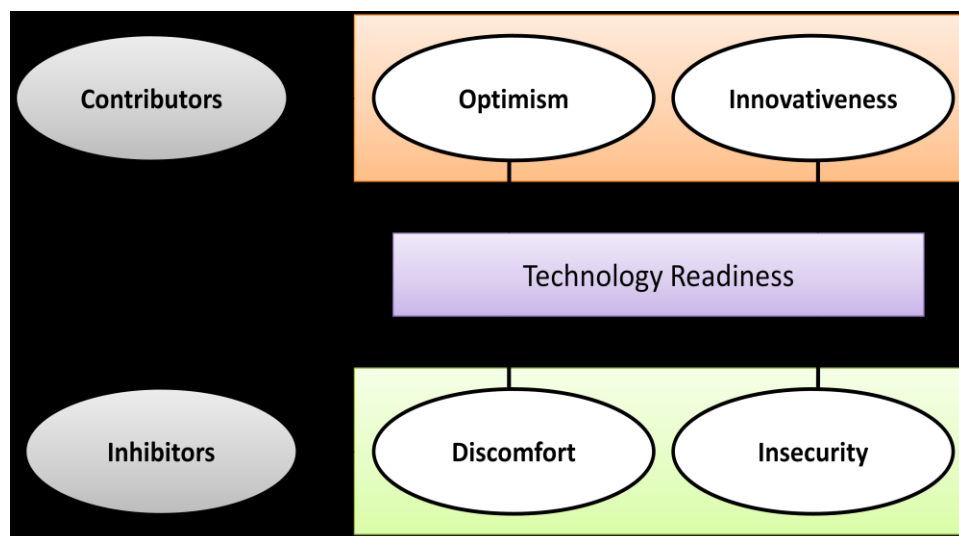 Contributors
Optimism
Innovativeness
Technology Readiness
Inhibitors
Discomfort
Insecurity